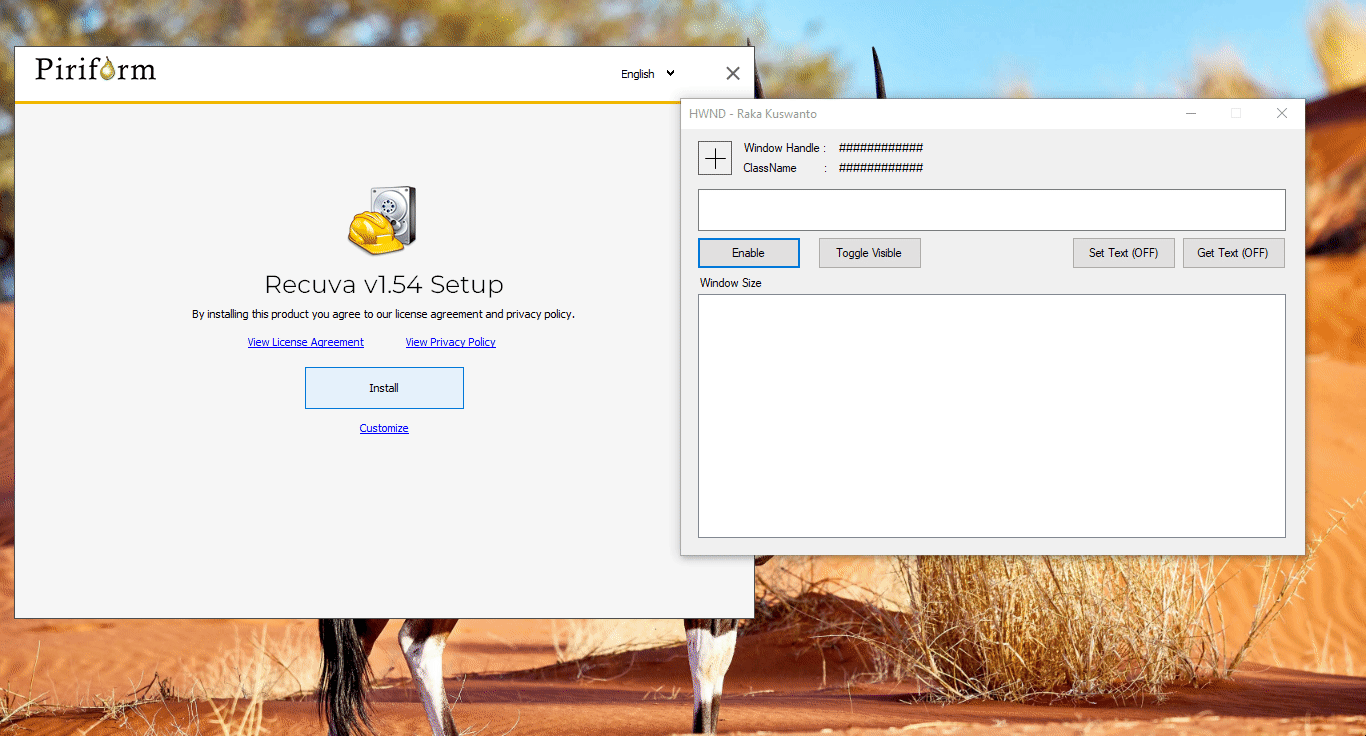 Piriform
English
Recuva v1.54 Setup
By installing this product you agree to our license agreement and privacy policy.
View License Agreement View Privacy Policy
Install
Customize
HWND - Raka Kuswanto
Window Handle : ############
ClassName : ############
Enable Toggle Visible Set Text (OFF) Get Text (OFF)
Window Size